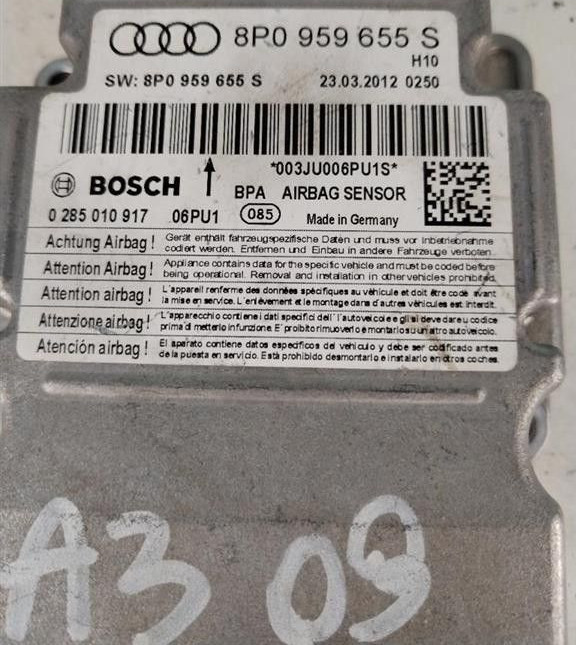 8P0 959 655 S
H10
SW: 8P0 959 655 S 23.03.2012 0250
*003JU006PU1S*
BOSCH BPA AIRBAG SENSOR
0 285 010 917 06PU1 085 Made in Germany
Achtung Airbag! Gerät enthält fahrzeugspezifische Daten und muss vor Inbetriebnahme
codiert werden. Entfernen und Einbau in andere Fahrzeuge verboten.
Attention Airbag! Appliance contains data for the specific vehicle and must be coded before
being operational. Removal and installation in other vehicles prohibited.
Attention airbag! L'appareil renferme des données spécifiques au véhicule et doit être codé avant
la mise en service. L'enlèvement et le montage dans d'autres véhicules est interdit.
Attenzione airbag! L'apparecchio contiene i dati specifici dell'autoveicolo e gli si deve dare u codice
prima di metterlo in funzione. E' proibito rimuoverlo e montarlo su un altro autoveicolo.
Atención airbag! El aparato contiene datos específicos del vehículo y debe ser codificado antes
de la puesta en servicio. Está prohibido desmontarlo e instalarlo en otros coches.
A3 09